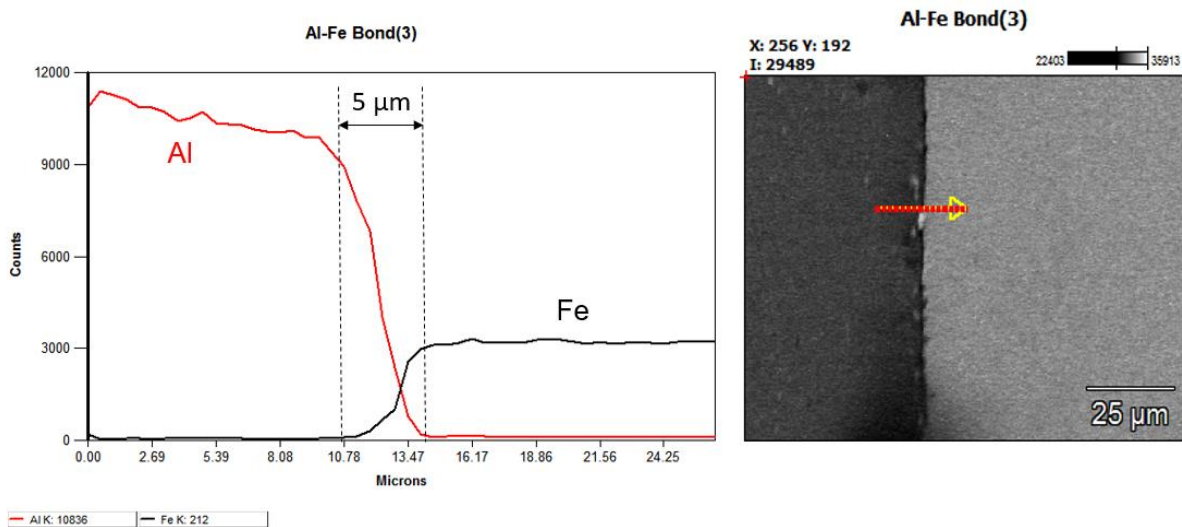 Al-Fe Bond(3)
12000
9000
6000
3000
0
Counts
5 µm
Al
Fe
0.00 2.69 5.39 8.08 10.78 13.47 16.17 18.86 21.56 24.25
Microns
Al K: 10836 Fe K: 212
Al-Fe Bond(3)
X: 256 Y: 192
I: 29489
22403 35913
25 µm